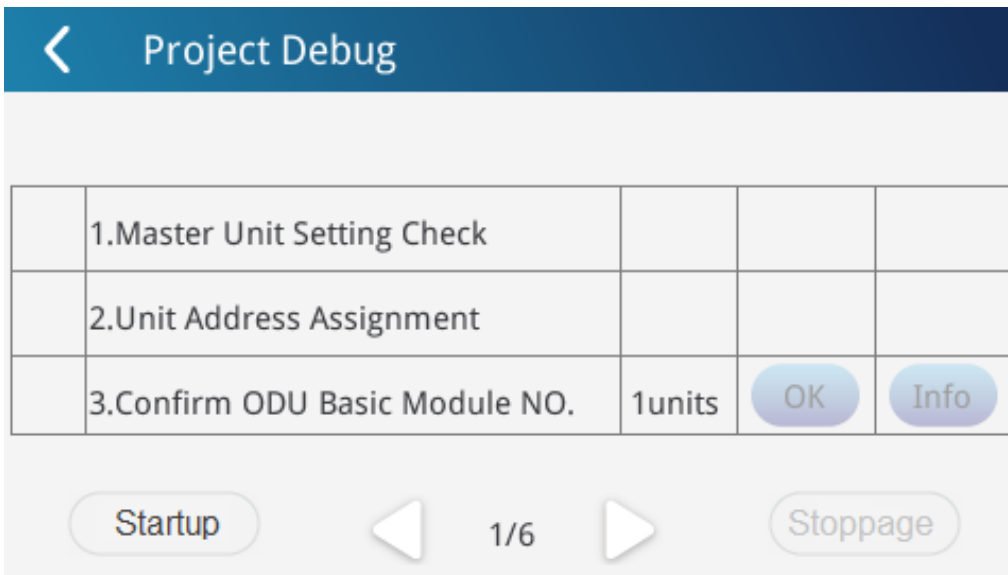 Project Debug
1.Master Unit Setting Check
2.Unit Address Assignment
3.Confirm ODU Basic Module NO. 1units OK Info
Startup 1/6 Stoppage